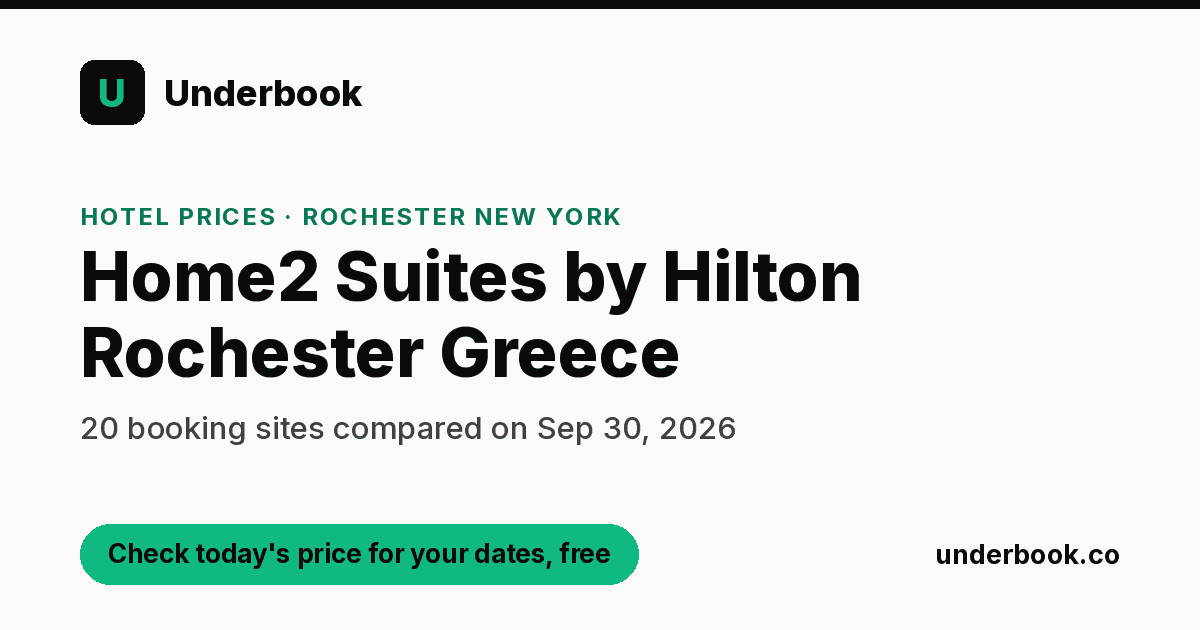 U Underbook
HOTEL PRICES · ROCHESTER NEW YORK
Home2 Suites by Hilton
Rochester Greece
20 booking sites compared on Sep 30, 2026
Check today's price for your dates, free
underbook.co